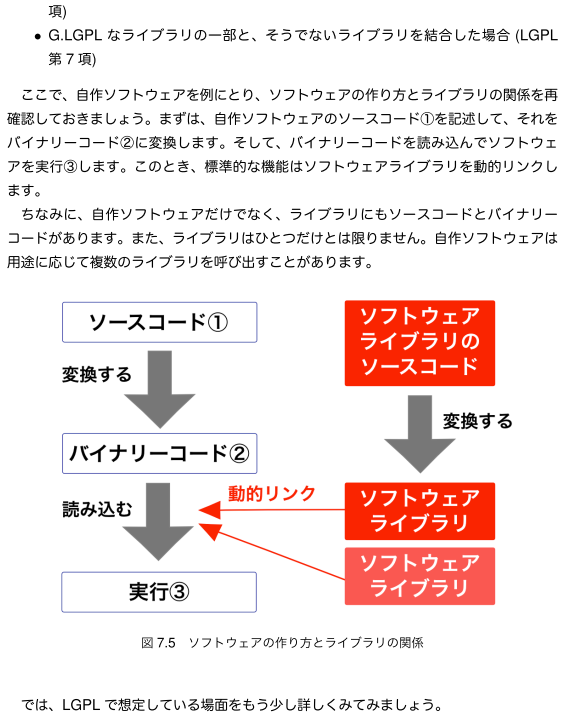 項)
• G.LGPL なライブラリの一部と、そうでないライブラリを結合した場合 (LGPL
第 7 項)
ここで、自作ソフトウェアを例にとり、ソフトウェアの作り方とライブラリの関係を再
確認しておきましょう。まずは、自作ソフトウェアのソースコード①を記述して、それを
バイナリーコード②に変換します。そして、バイナリーコードを読み込んでソフトウェ
アを実行③します。このとき、標準的な機能はソフトウェアライブラリを動的リンクし
ます。
ちなみに、自作ソフトウェアだけでなく、ライブラリにもソースコードとバイナリー
コードがあります。また、ライブラリはひとつだけとは限りません。自作ソフトウェアは
用途に応じて複数のライブラリを呼び出すことがあります。
ソースコード①
変換する
バイナリーコード②
読み込む
実行③
ソフトウェア
ライブラリの
ソースコード
変換する
動的リンク
ソフトウェア
ライブラリ
ソフトウェア
ライブラリ
図 7.5 ソフトウェアの作り方とライブラリの関係
では、LGPL で想定している場面をもう少し詳しくみてみましょう。